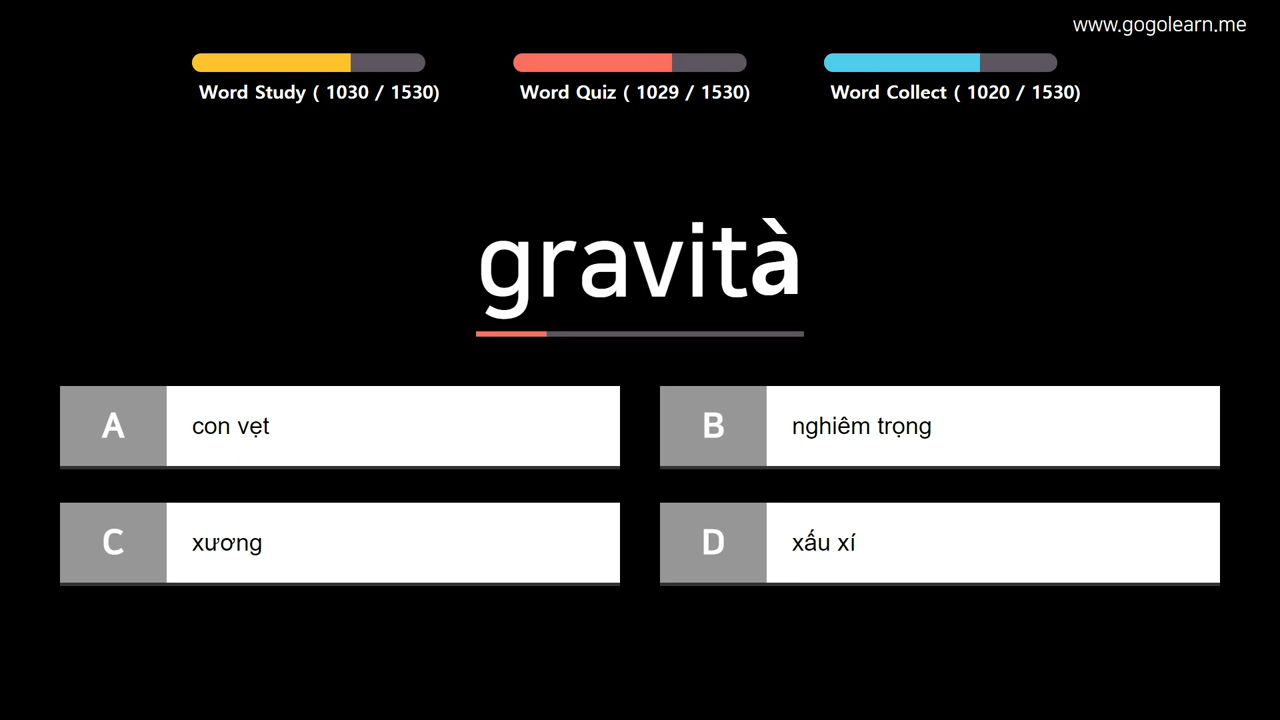 www.gogolearn.me
Word Study ( 1030 / 1530)
Word Quiz ( 1029 / 1530)
Word Collect ( 1020 / 1530)
gravità
A
con vẹt
B
nghiêm trọng
C
xương
D
xấu xí